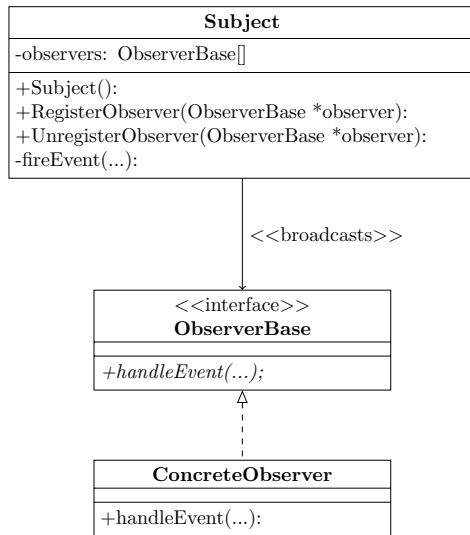 Subject
-observers: ObserverBase[]
+Subject():
+RegisterObserver(ObserverBase *observer):
+UnregisterObserver(ObserverBase *observer):
-fireEvent(...):
<<broadcasts>>
<<interface>>
ObserverBase
+handleEvent(...);
ConcreteObserver
+handleEvent(...):